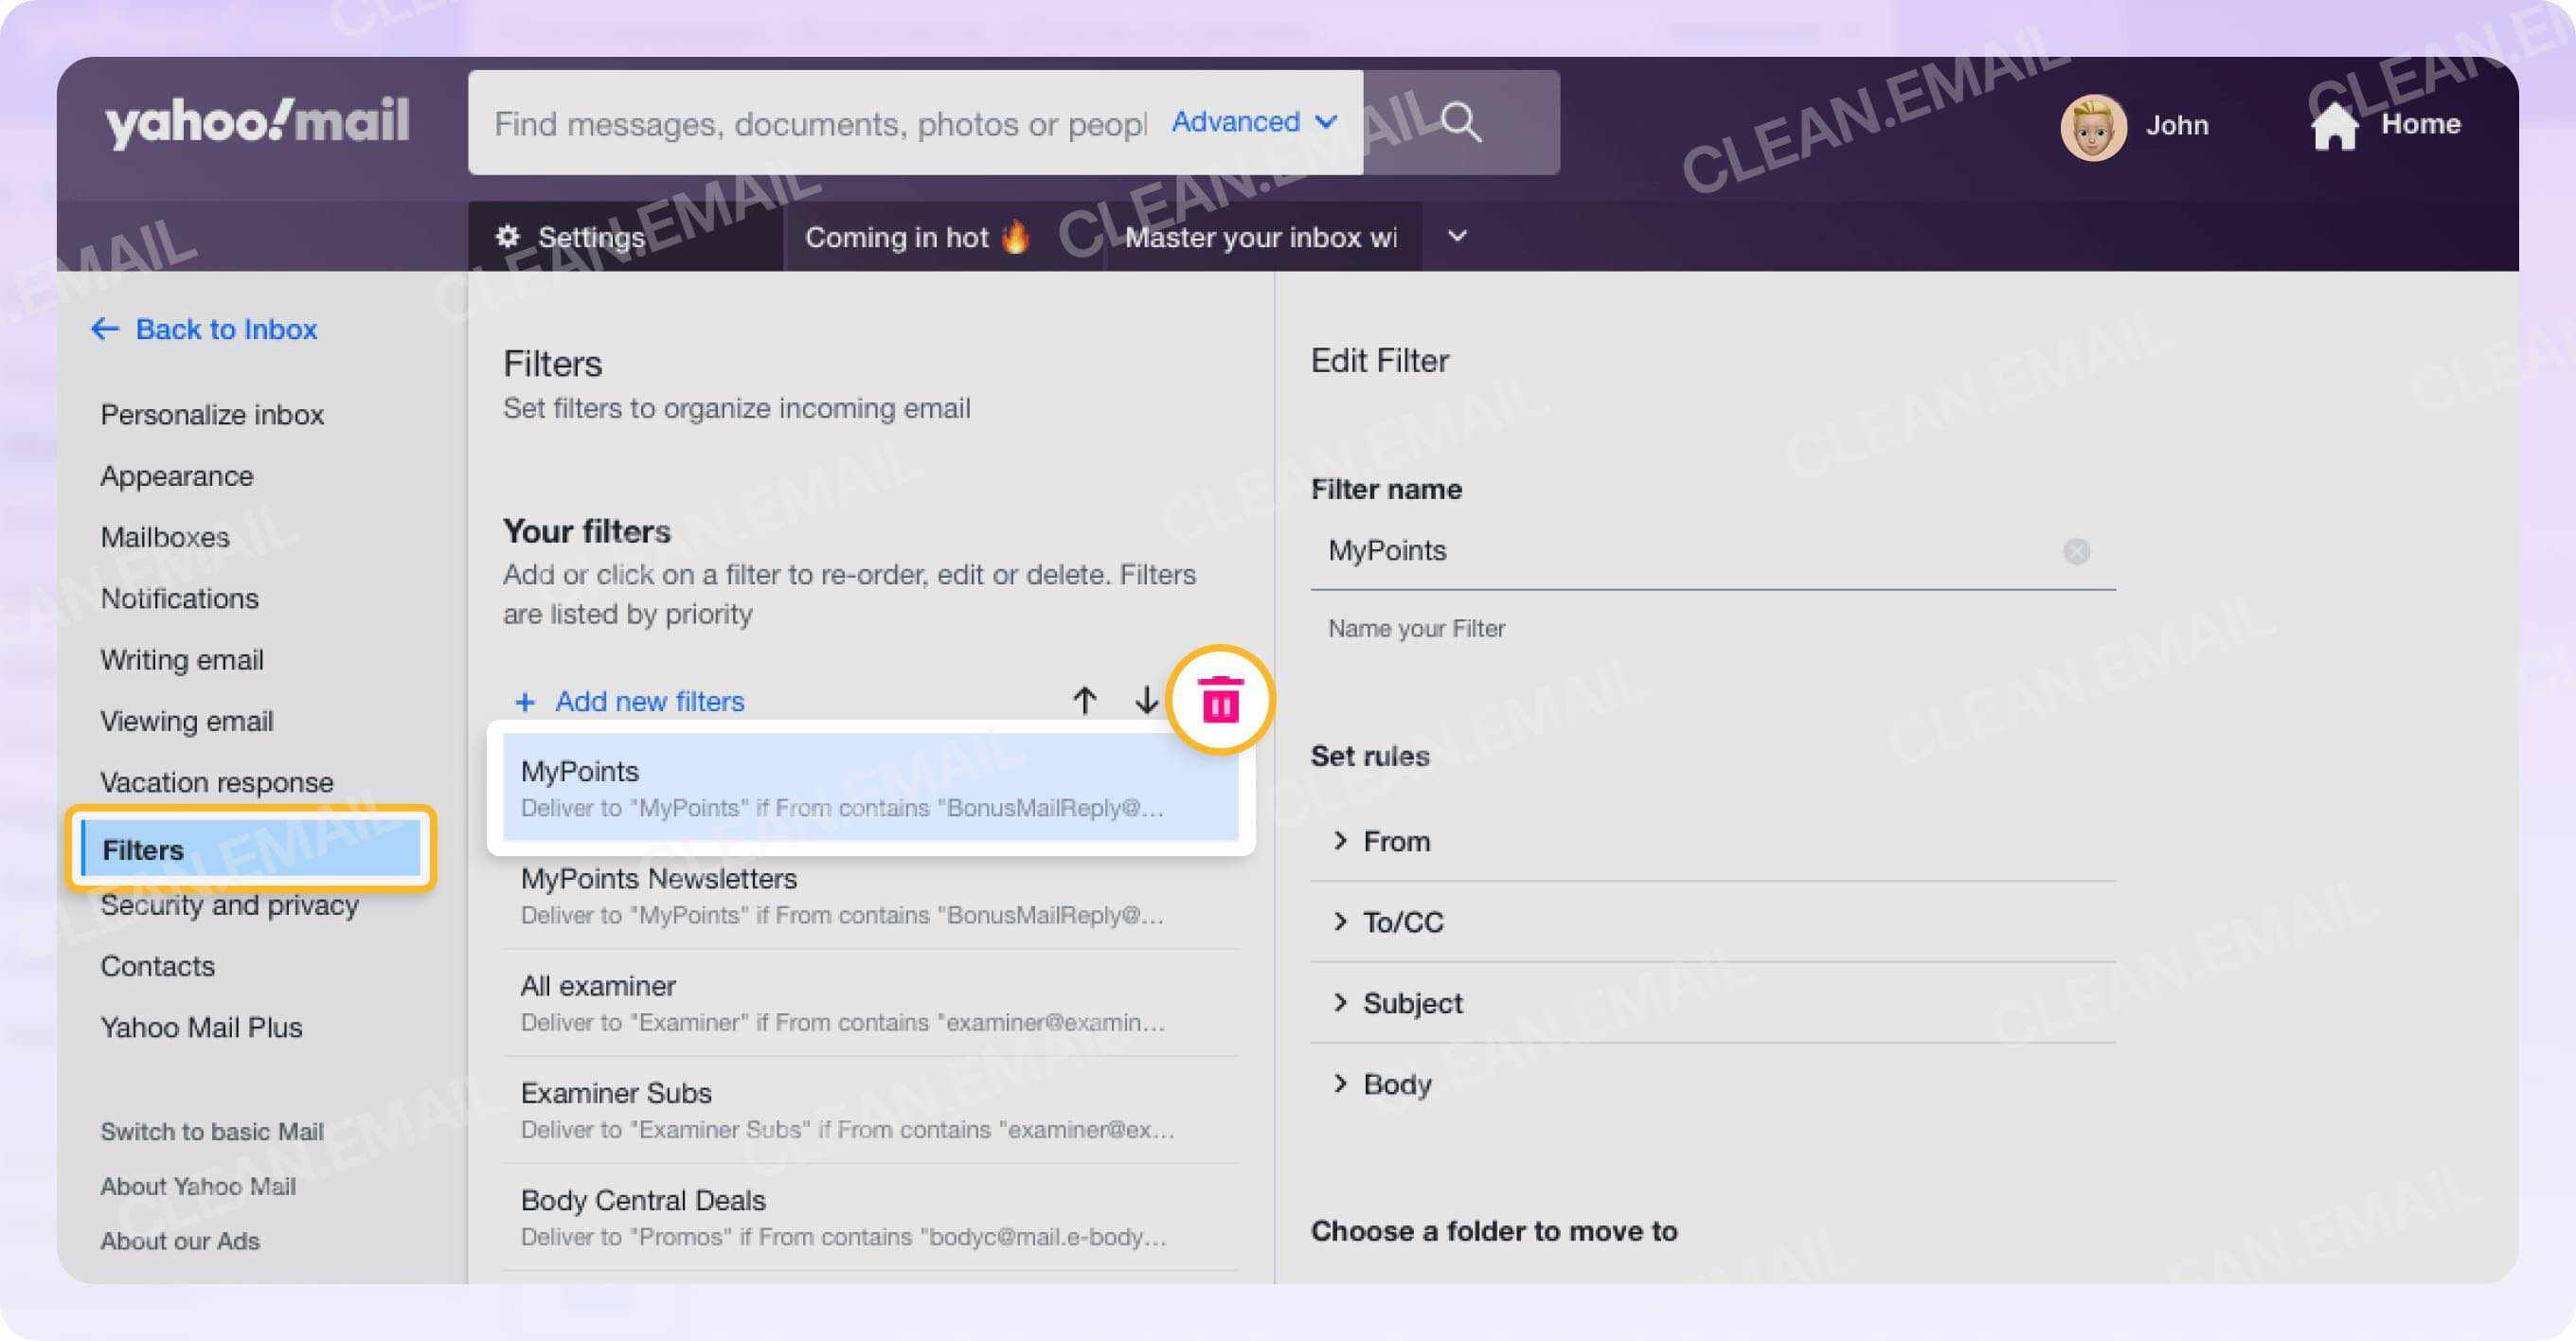 yahoo!mail
Find messages, documents, photos or peopl
Advanced
John
Home
Settings
Coming in hot 🔥
Master your inbox wi
Back to Inbox
Personalize inbox
Appearance
Mailboxes
Notifications
Writing email
Viewing email
Vacation response
Filters
Security and privacy
Contacts
Yahoo Mail Plus
Switch to basic Mail
About Yahoo Mail
About our Ads
Filters
Set filters to organize incoming email
Your filters
Add or click on a filter to re-order, edit or delete. Filters
are listed by priority
+ Add new filters
MyPoints
Deliver to "MyPoints" if From contains "BonusMailReply@...
MyPoints Newsletters
Deliver to "MyPoints" if From contains "BonusMailReply@...
All examiner
Deliver to "Examiner" if From contains "examiner@examin...
Examiner Subs
Deliver to "Examiner Subs" if From contains "examiner@ex...
Body Central Deals
Deliver to "Promos" if From contains "bodyc@mail.e-body...
Edit Filter
Filter name
MyPoints
Name your Filter
Set rules
From
To/CC
Subject
Body
Choose a folder to move to
CLEAN.EMAIL